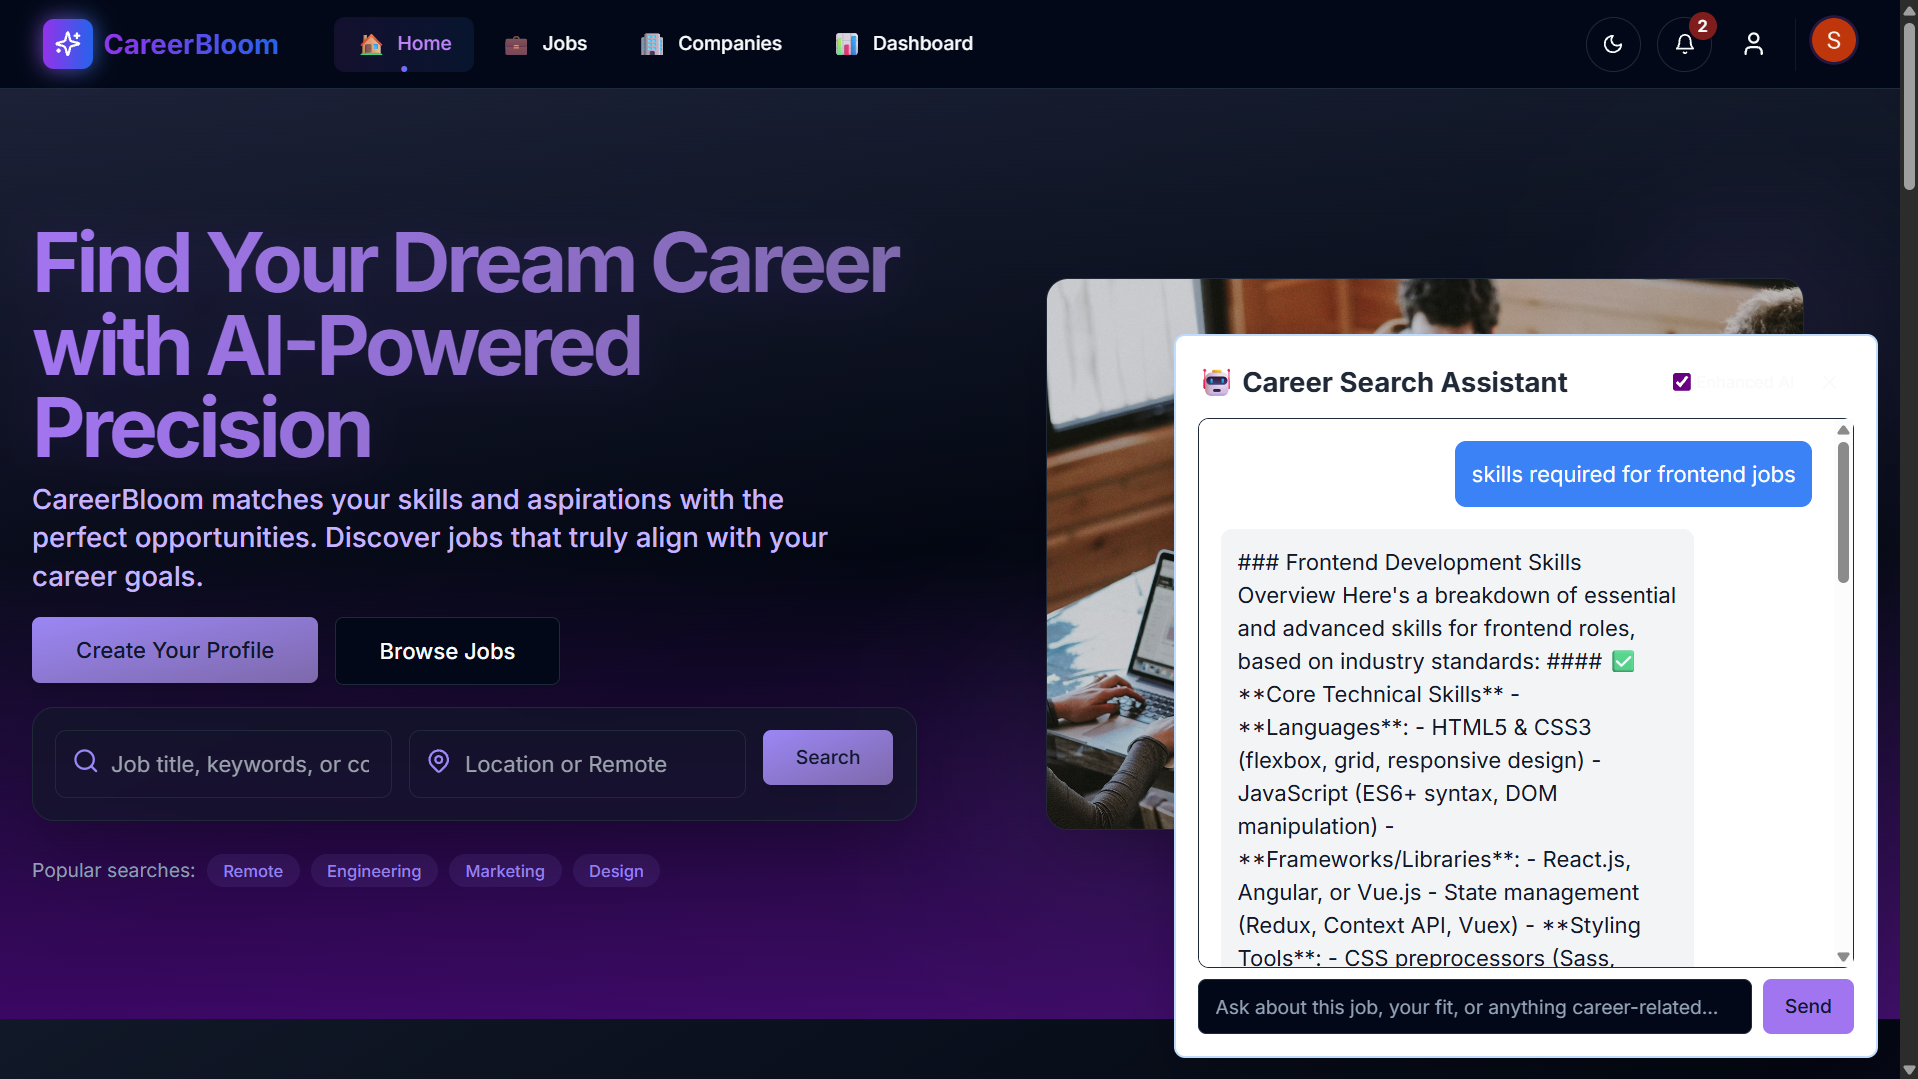 CareerBloom
Home
Jobs
Companies
Dashboard
2
S
Find Your Dream Career
with AI-Powered
Precision
CareerBloom matches your skills and aspirations with the
perfect opportunities. Discover jobs that truly align with your
career goals.
Create Your Profile
Browse Jobs
Job title, keywords, or cc
Location or Remote
Search
Popular searches:
Remote
Engineering
Marketing
Design
Career Search Assistant
Enhanced AI
skills required for frontend jobs
### Frontend Development Skills
Overview Here's a breakdown of essential
and advanced skills for frontend roles,
based on industry standards: #### ✅
**Core Technical Skills** -
**Languages**: - HTML5 & CSS3
(flexbox, grid, responsive design) -
JavaScript (ES6+ syntax, DOM
manipulation) -
**Frameworks/Libraries**: - React.js,
Angular, or Vue.js - State management
(Redux, Context API, Vuex) - **Styling
Tools**: - CSS preprocessors (Sass,
Ask about this job, your fit, or anything career-related...
Send